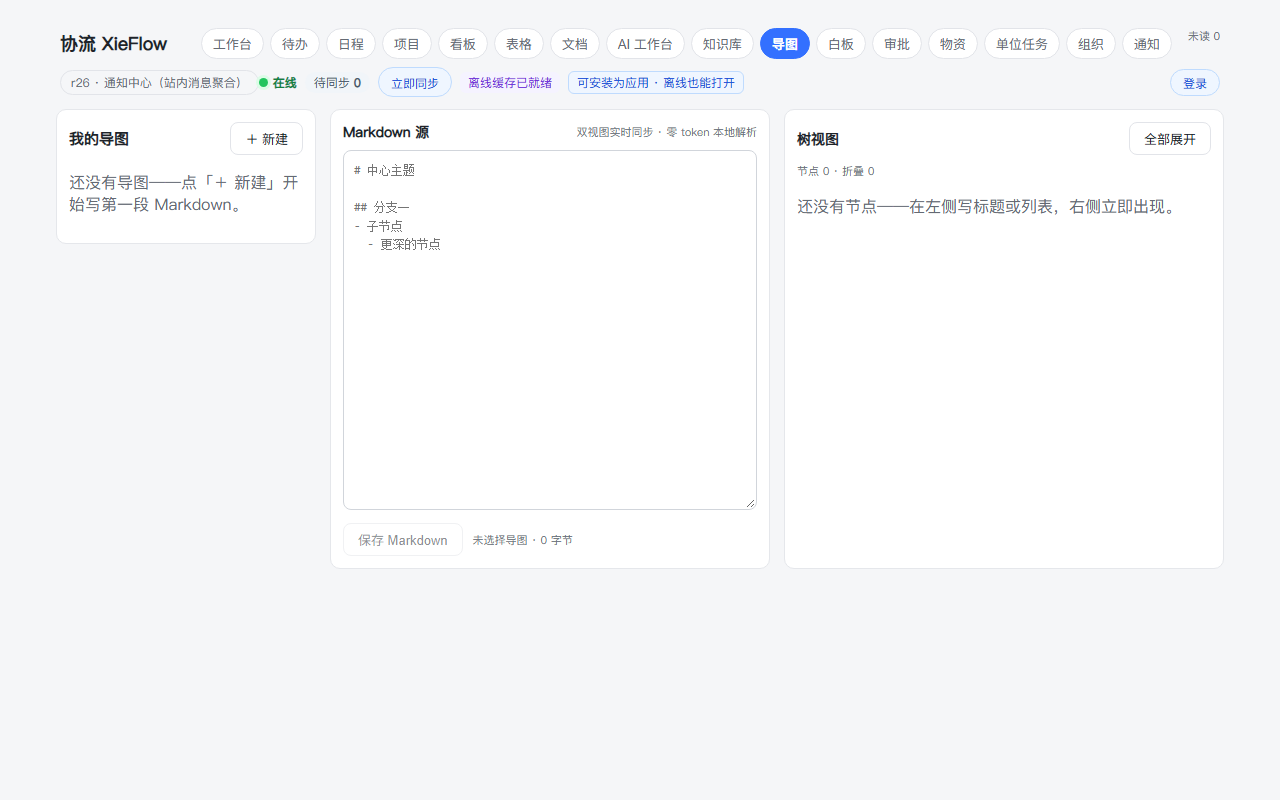 协流 XieFlow 工作台 待办 日程 项目 看板 表格 文档 AI 工作台 知识库 导图 白板 审批 物资 单位任务 组织 通知 未读 0
r26 · 通知中心（站内消息聚合） 在线 待同步 0 立即同步 离线缓存已就绪 可安装为应用 · 离线也能打开 登录
我的导图 ＋ 新建
还没有导图——点「＋ 新建」开
始写第一段 Markdown。
Markdown 源 双视图实时同步 · 零 token 本地解析
# 中心主题
## 分支一
- 子节点
  - 更深的节点
保存 Markdown 未选择导图 · 0 字节
树视图 全部展开
节点 0 · 折叠 0
还没有节点——在左侧写标题或列表，右侧立即出现。